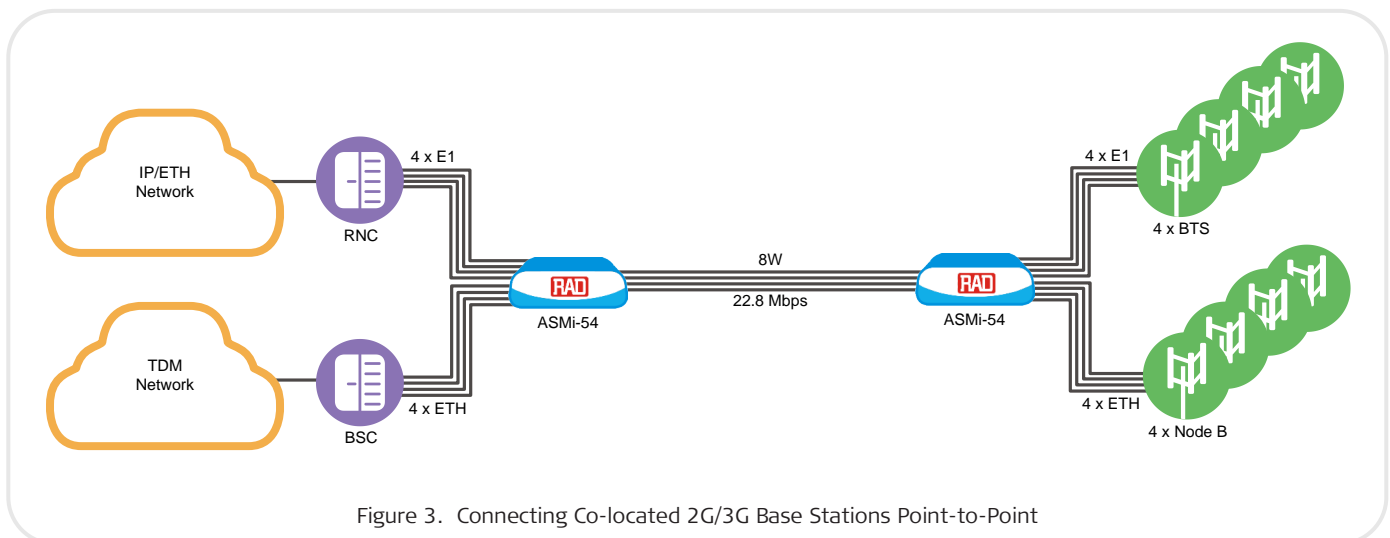 IP/ETH
Network
RNC
4 x E1
TDM
Network
BSC
4 x ETH
RAD
ASMi-54
8W
22.8 Mbps
RAD
ASMi-54
4 x E1
4 x BTS
4 x ETH
4 x Node B
Figure 3. Connecting Co-located 2G/3G Base Stations Point-to-Point